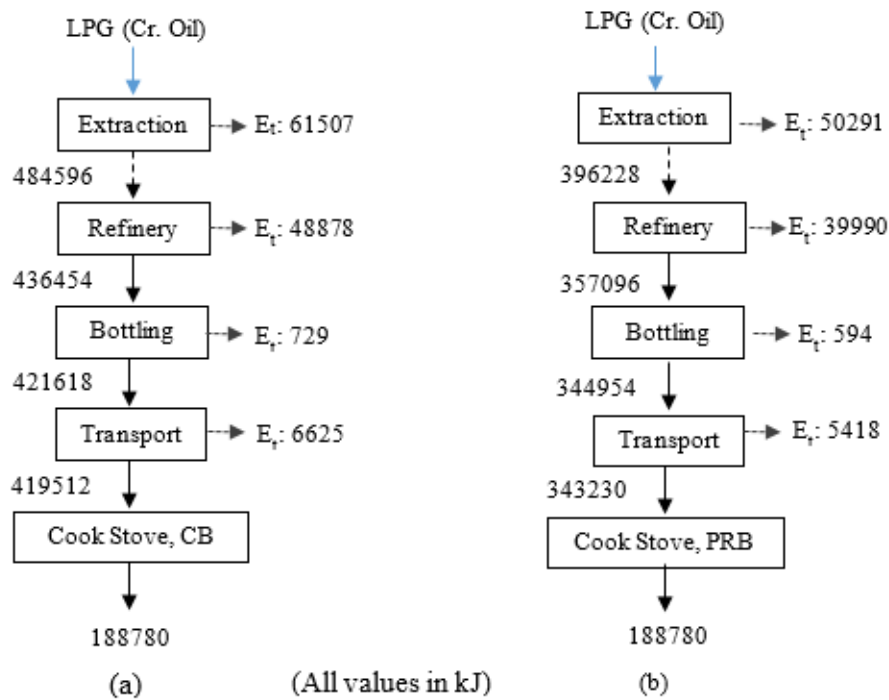 LPG (Cr. Oil)
Extraction
Et: 61507
484596
Refinery
Et: 48878
436454
Bottling
Et: 729
421618
Transport
Et: 6625
419512
Cook Stove, CB
188780
(a)
(All values in kJ)
LPG (Cr. Oil)
Extraction
Et: 50291
396228
Refinery
Et: 39990
357096
Bottling
Et: 594
344954
Transport
Et: 5418
343230
Cook Stove, PRB
188780
(b)